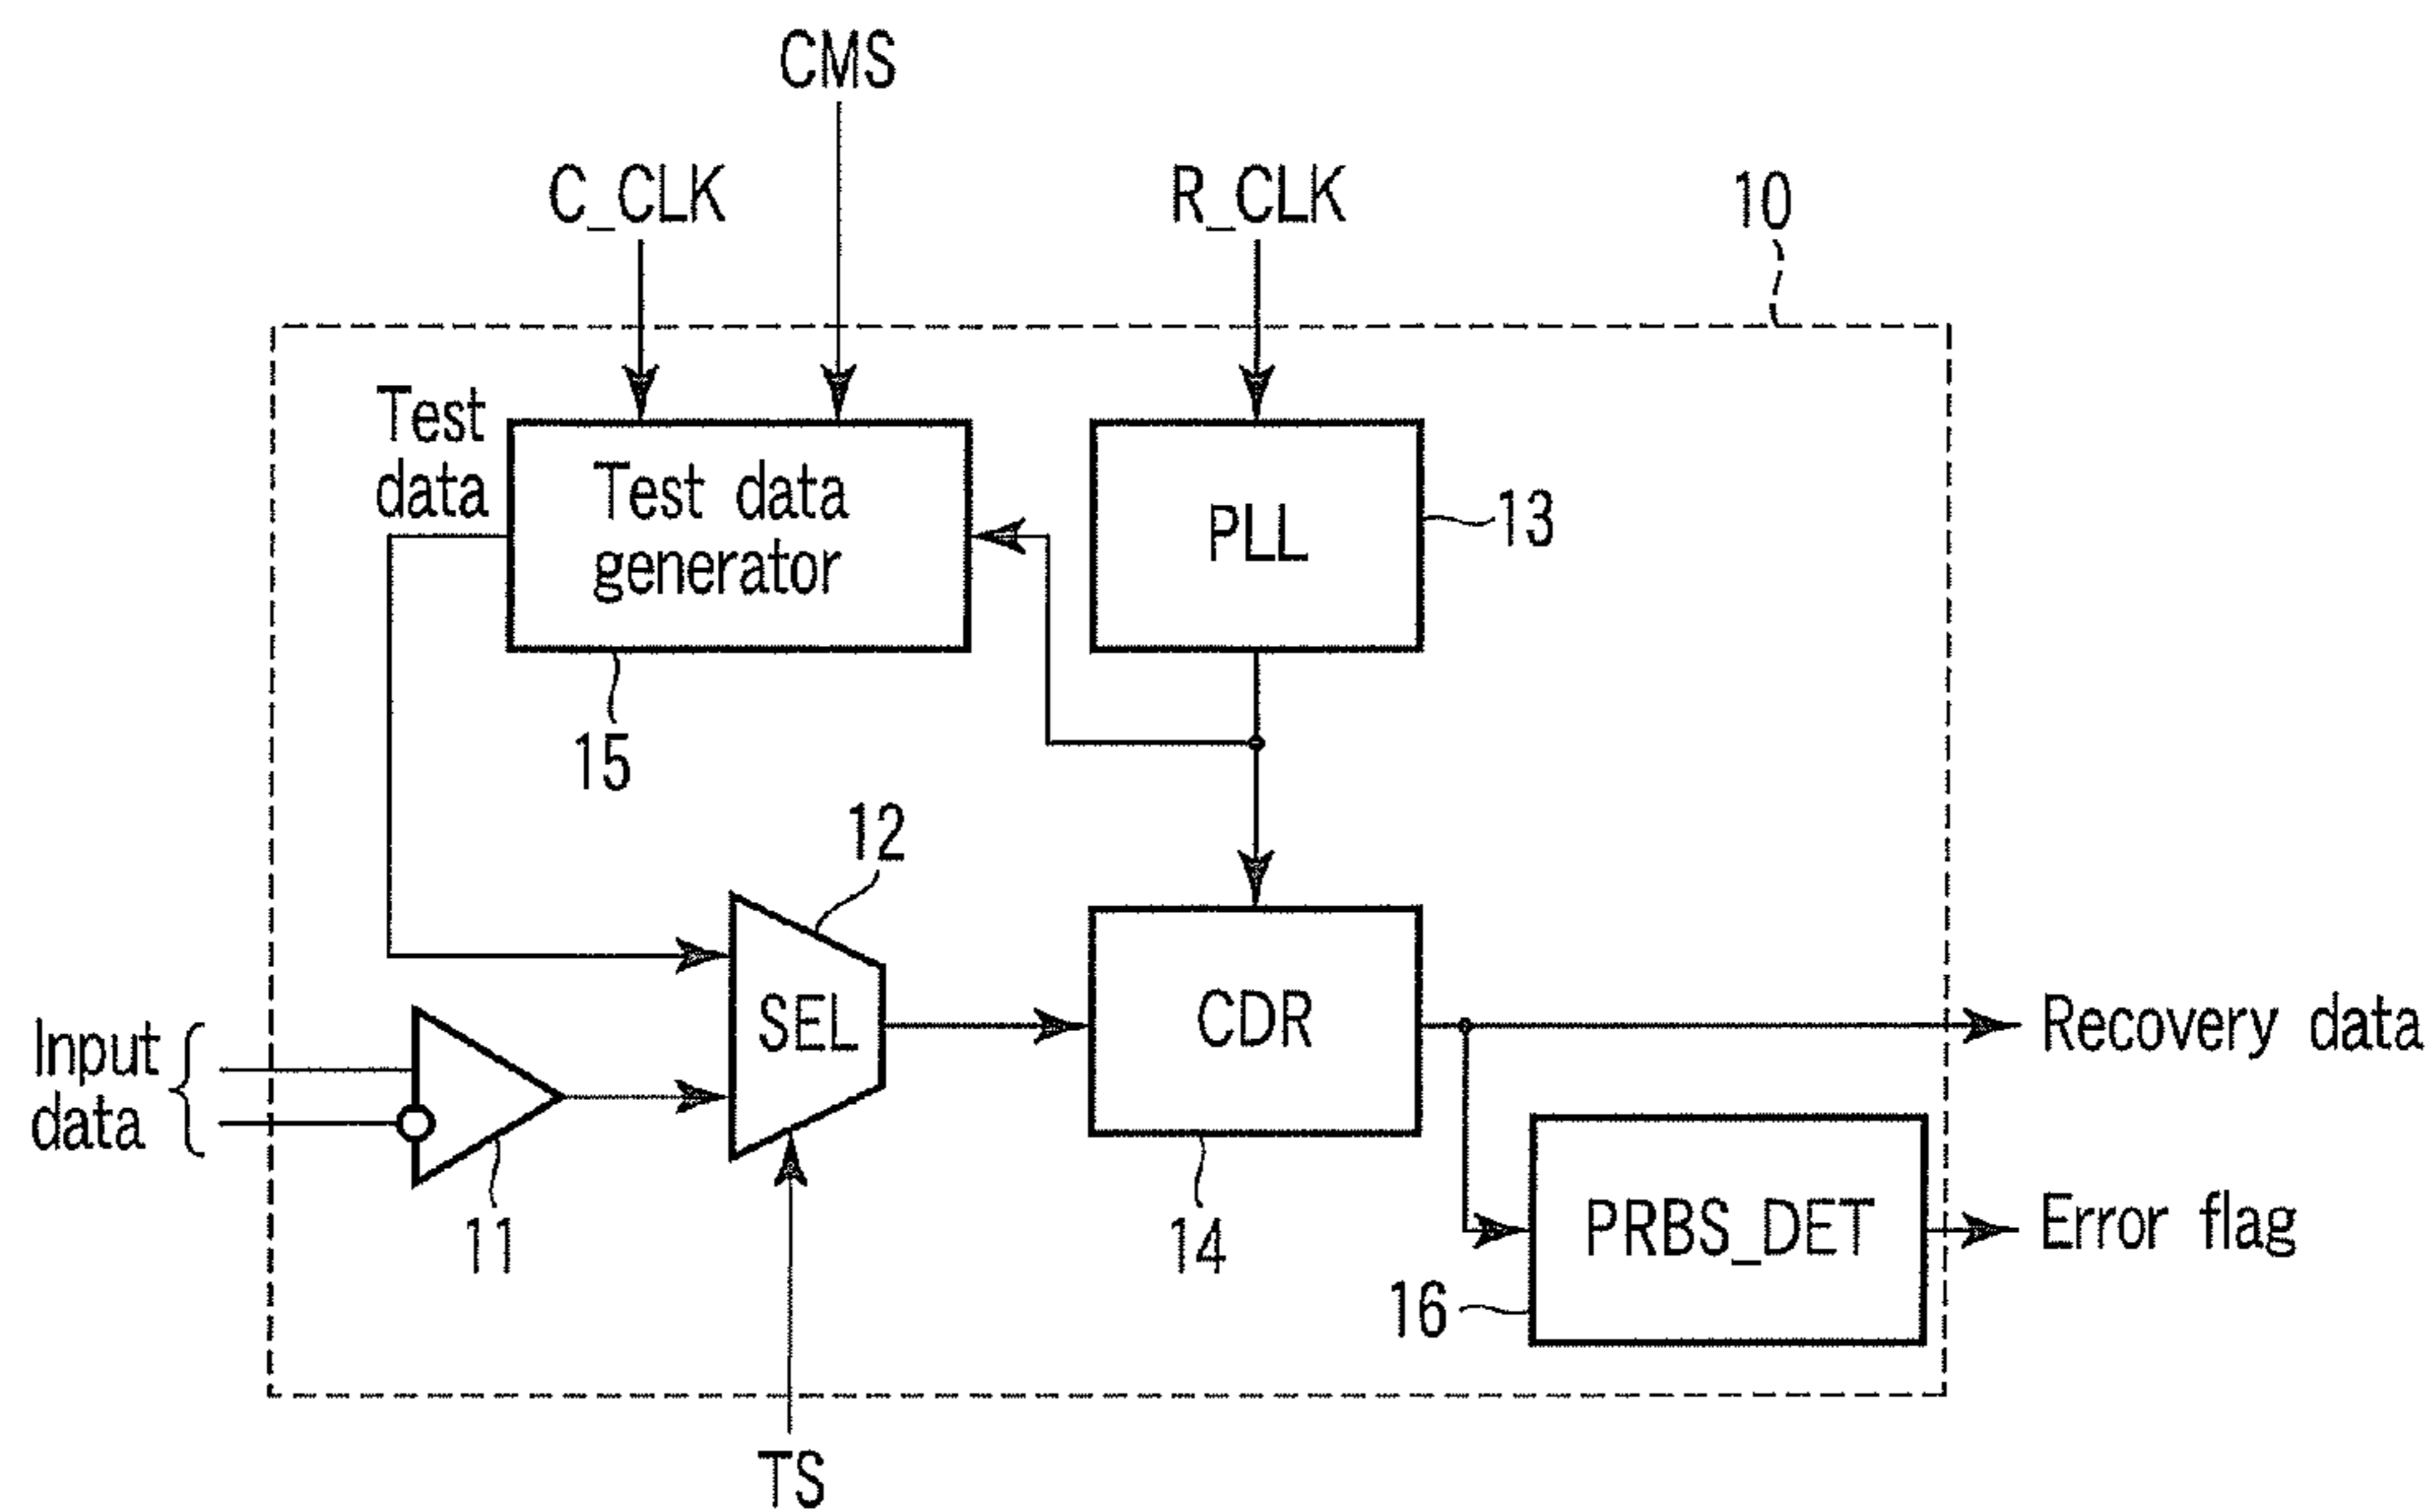 CMS
C_CLK
R_CLK
10
Test
data
Test data
generator
PLL
13
15
12
SEL
CDR
Input
data
Recovery data
11
14
PRBS_DET
Error flag
16
TS